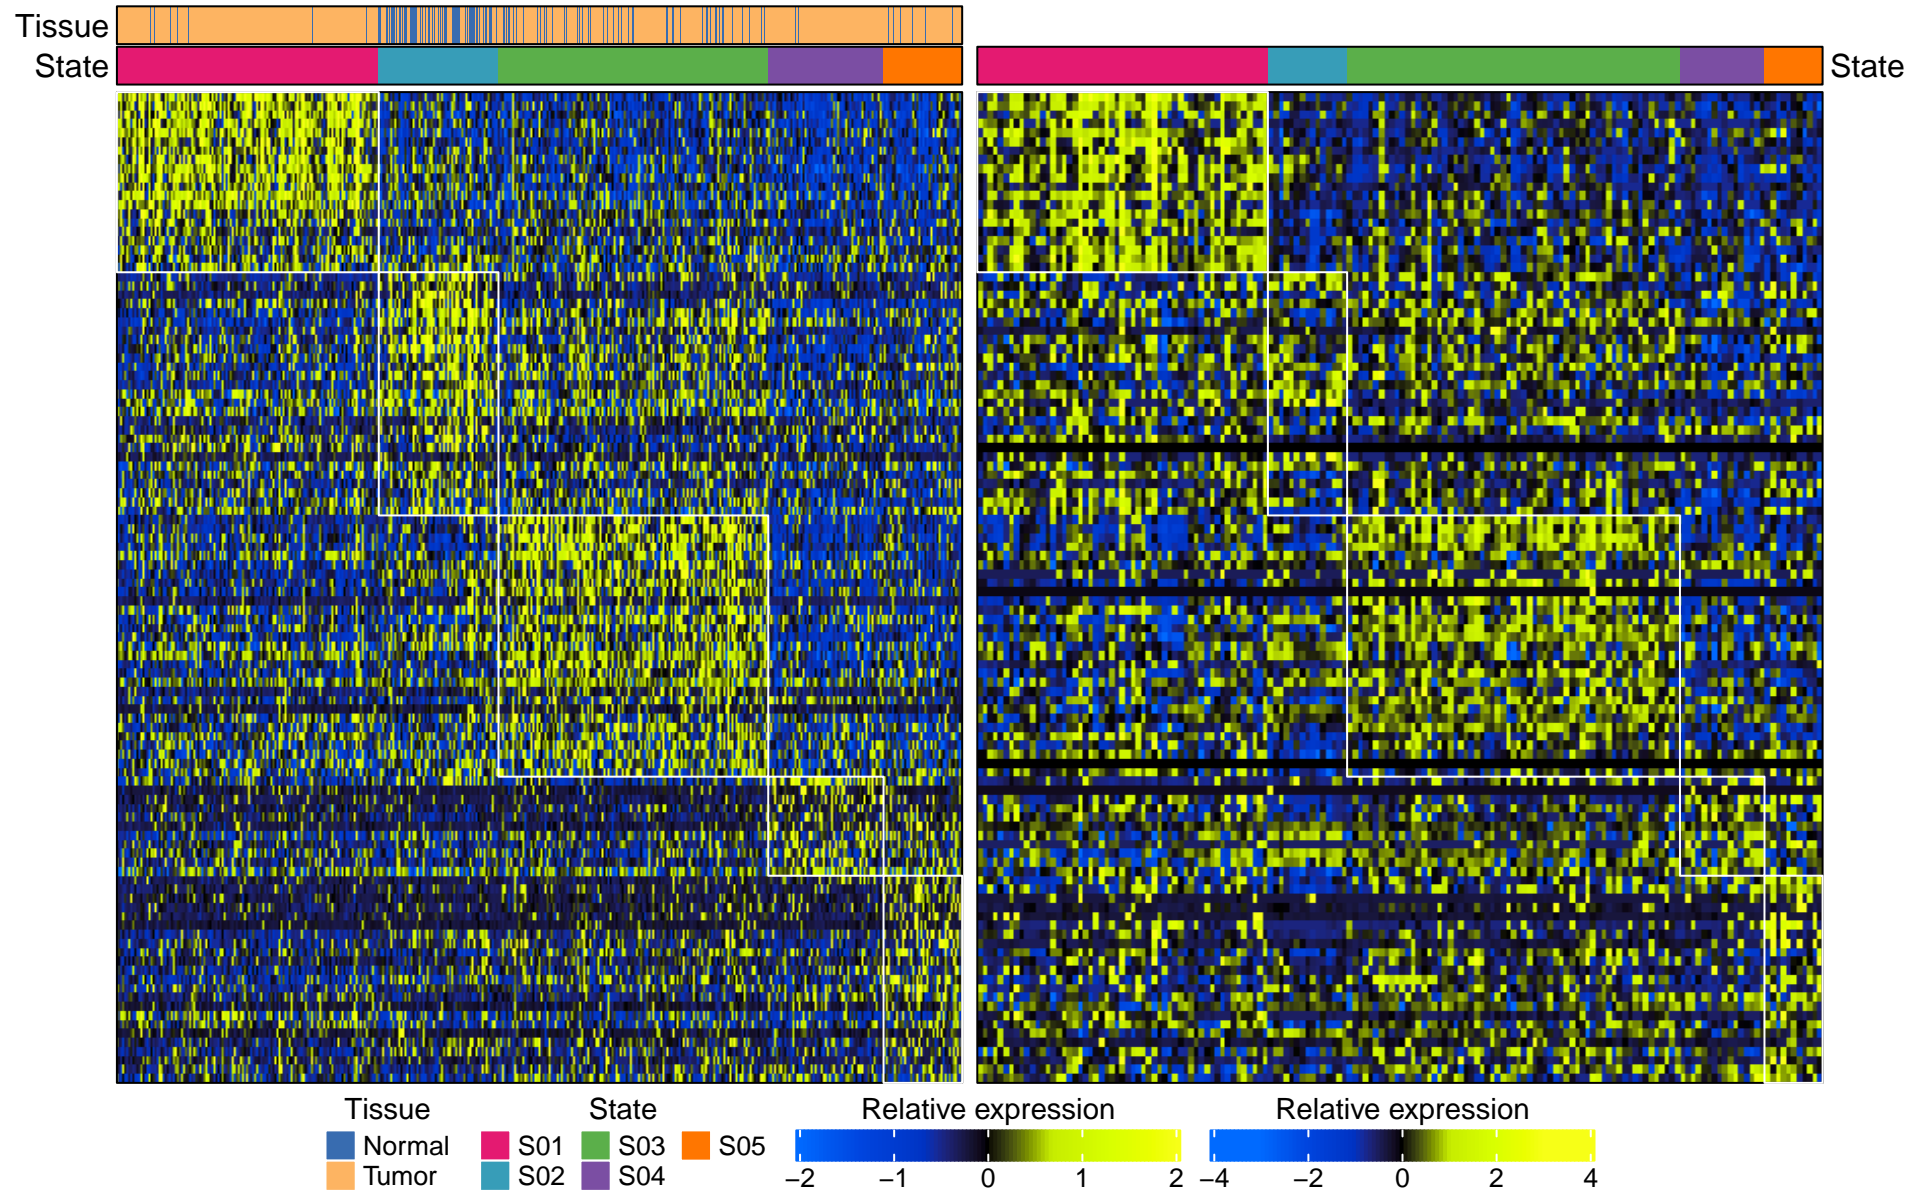 Tissue
State
State
Tissue State Relative expression Relative expression
Normal S01 S03 S05
Tumor S02 S04
−2 −1 0 1 2 −4 −2 0 2 4